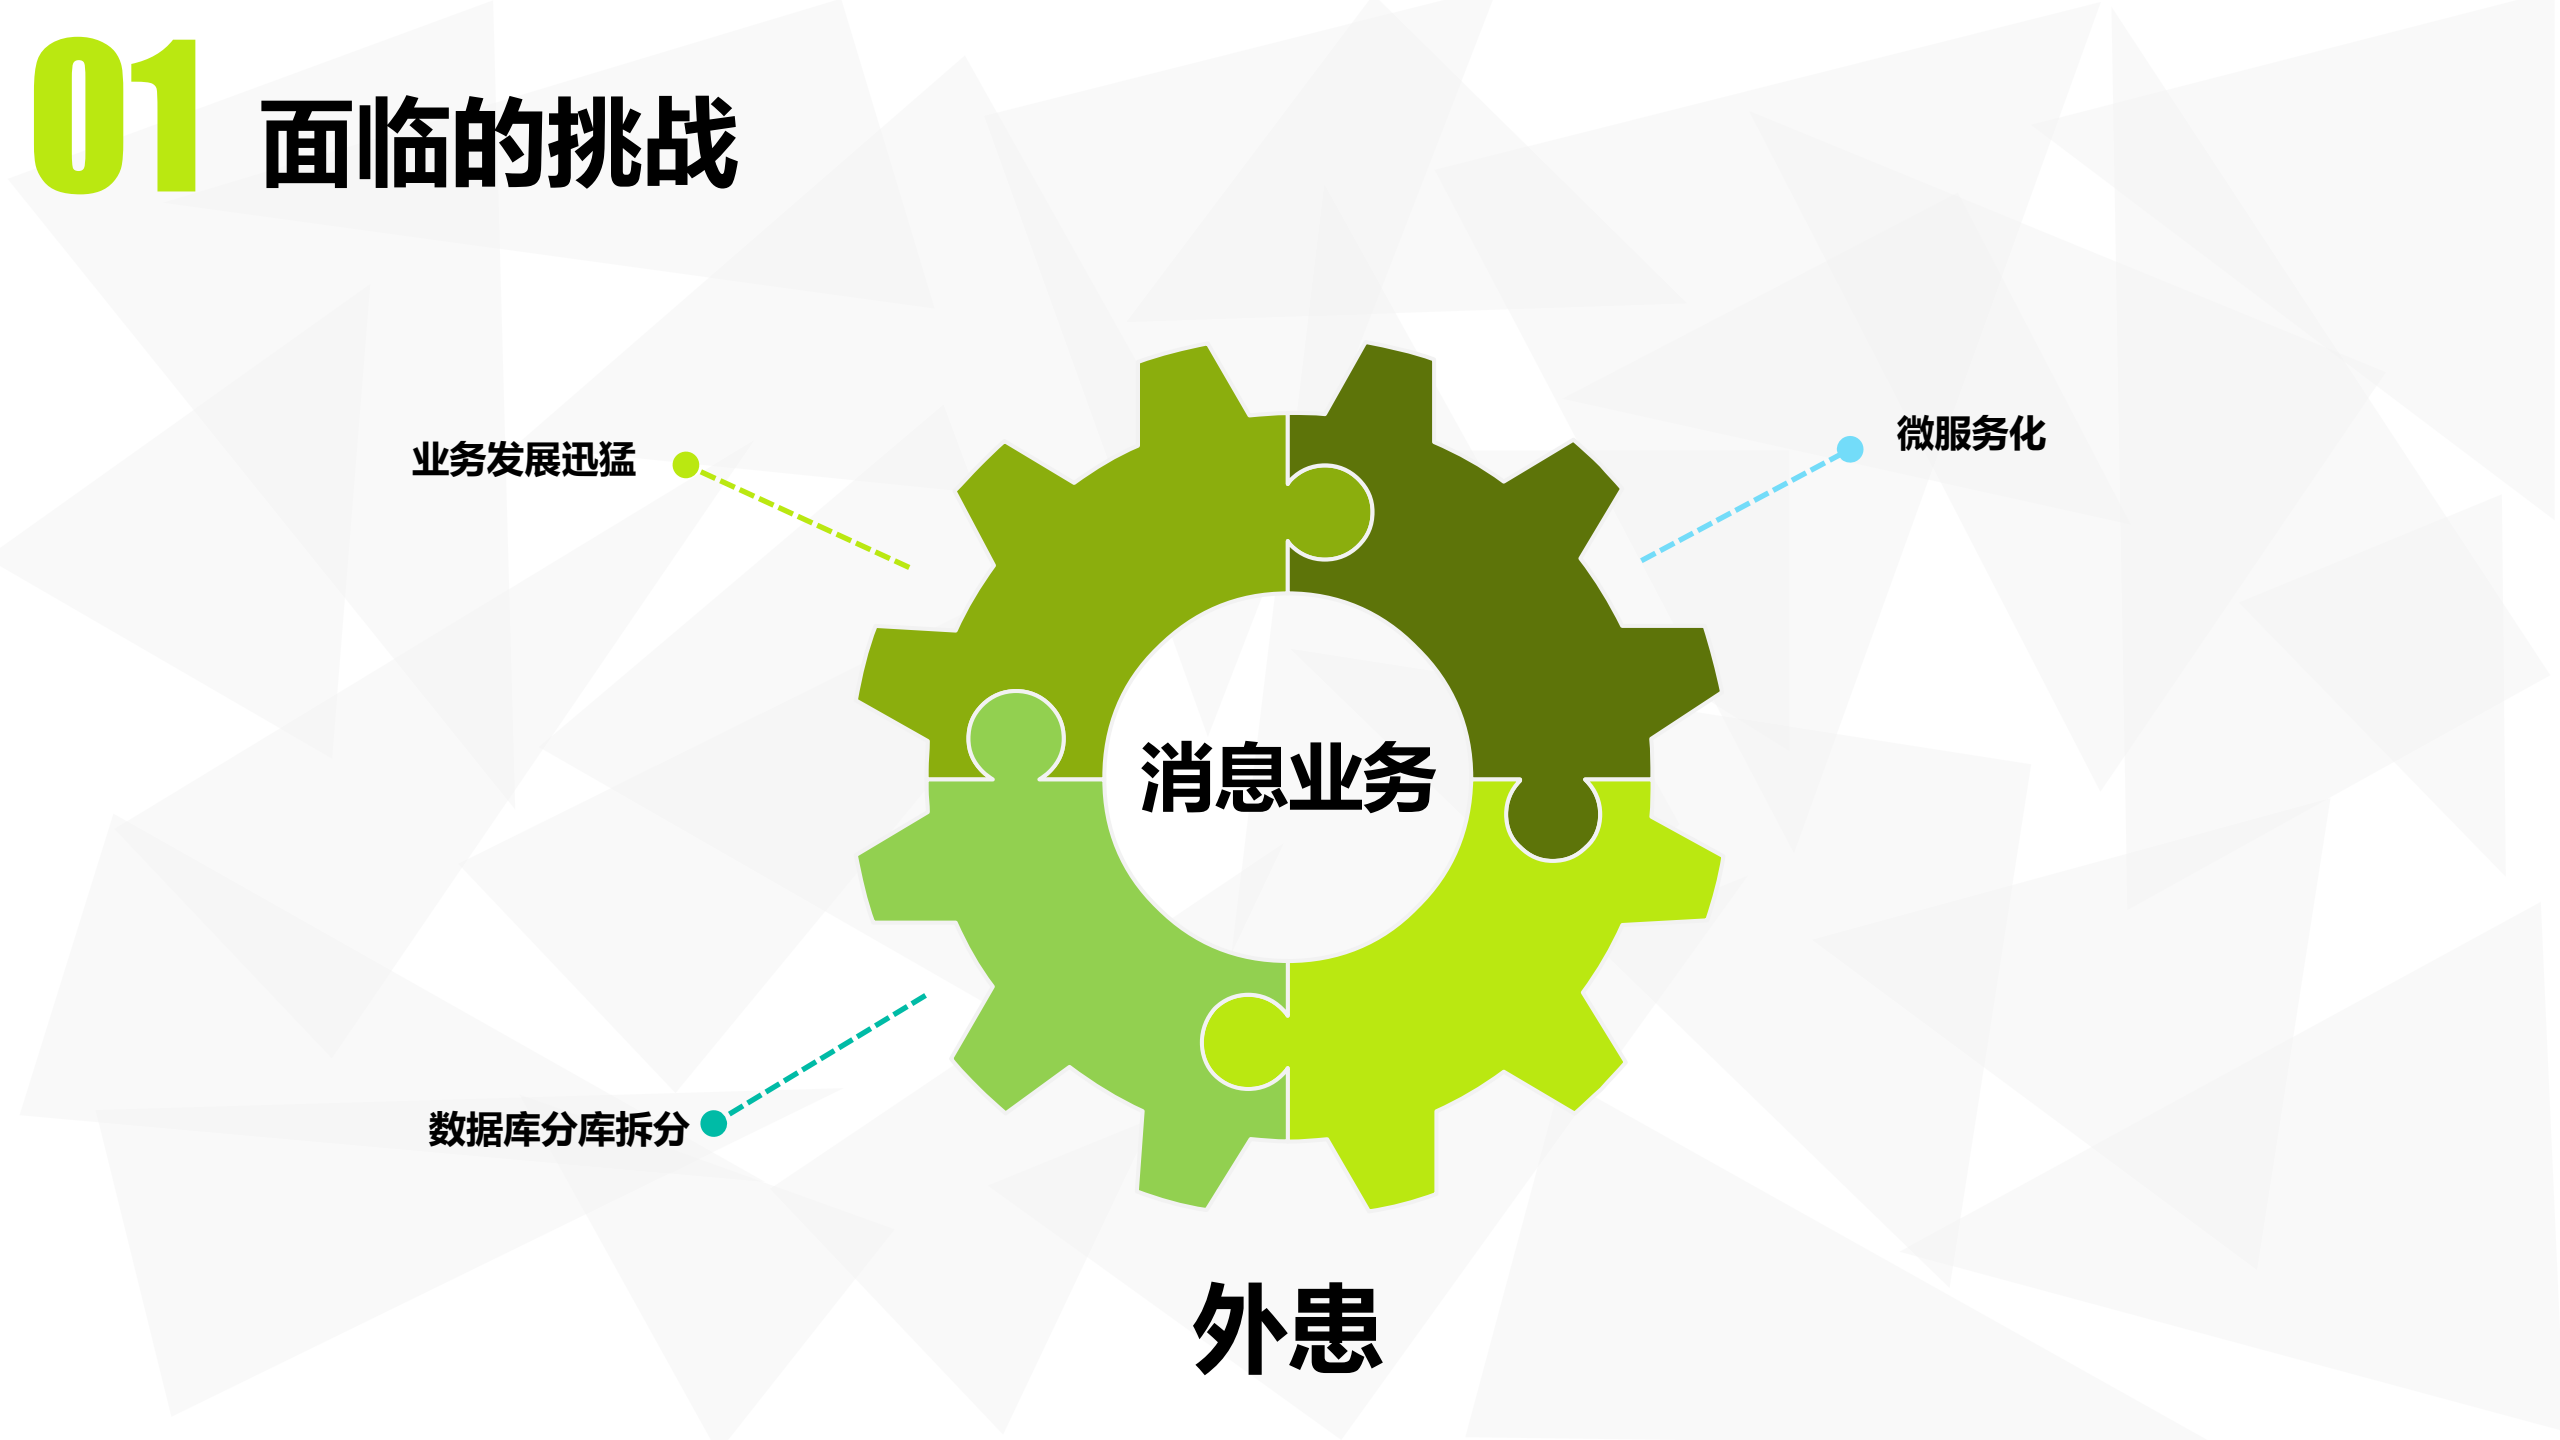 01
面临的挑战
业务发展迅猛
微服务化
消息业务
数据库分库拆分
外患